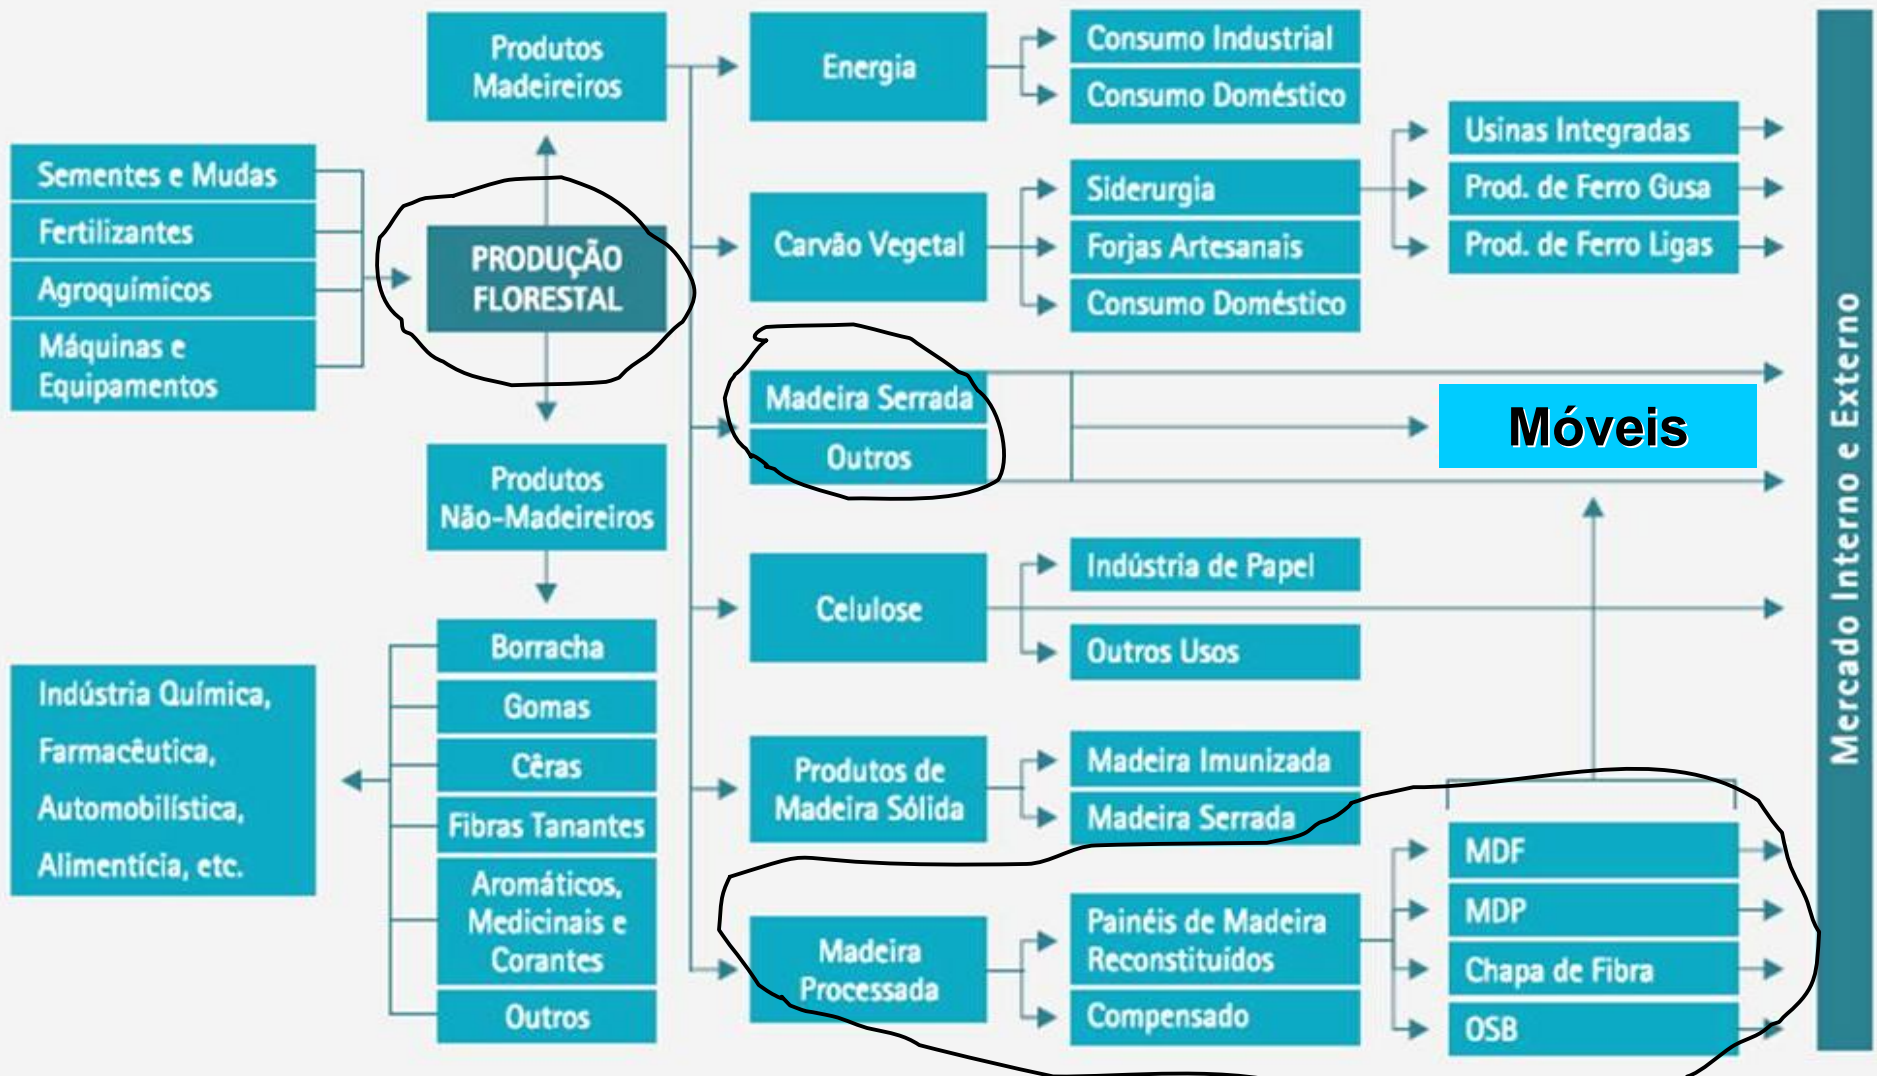 Sementes e Mudas
Fertilizantes
Agroquímicos
Máquinas e
Equipamentos
Produtos
Madeireiros
PRODUÇÃO
FLORESTAL
Produtos
Não-Madeireiros
Borracha
Gomas
Cêras
Fibras Tanantes
Aromáticos,
Medicinais e
Corantes
Outros
Indústria Química,
Farmacêutica,
Automobilística,
Alimentícia, etc.
Energia
Consumo Industrial
Consumo Doméstico
Carvão Vegetal
Siderurgia
Forjas Artesanais
Consumo Doméstico
Usinas Integradas
Prod. de Ferro Gusa
Prod. de Ferro Ligas
Madeira Serrada
Outros
Móveis
Celulose
Indústria de Papel
Outros Usos
Produtos de
Madeira Sólida
Madeira Imunizada
Madeira Serrada
Madeira
Processada
Painéis de Madeira
Reconstituídos
Compensado
MDF
MDP
Chapa de Fibra
OSB
Mercado Interno e Externo